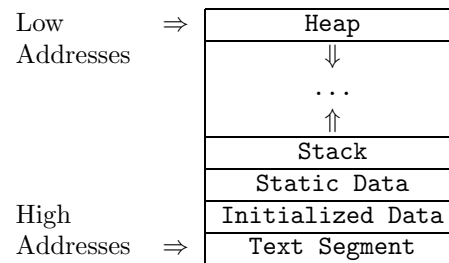 Low ⇒ Heap
Addresses ⇓
...
⇑
Stack
Static Data
High Initialized Data
Addresses ⇒ Text Segment